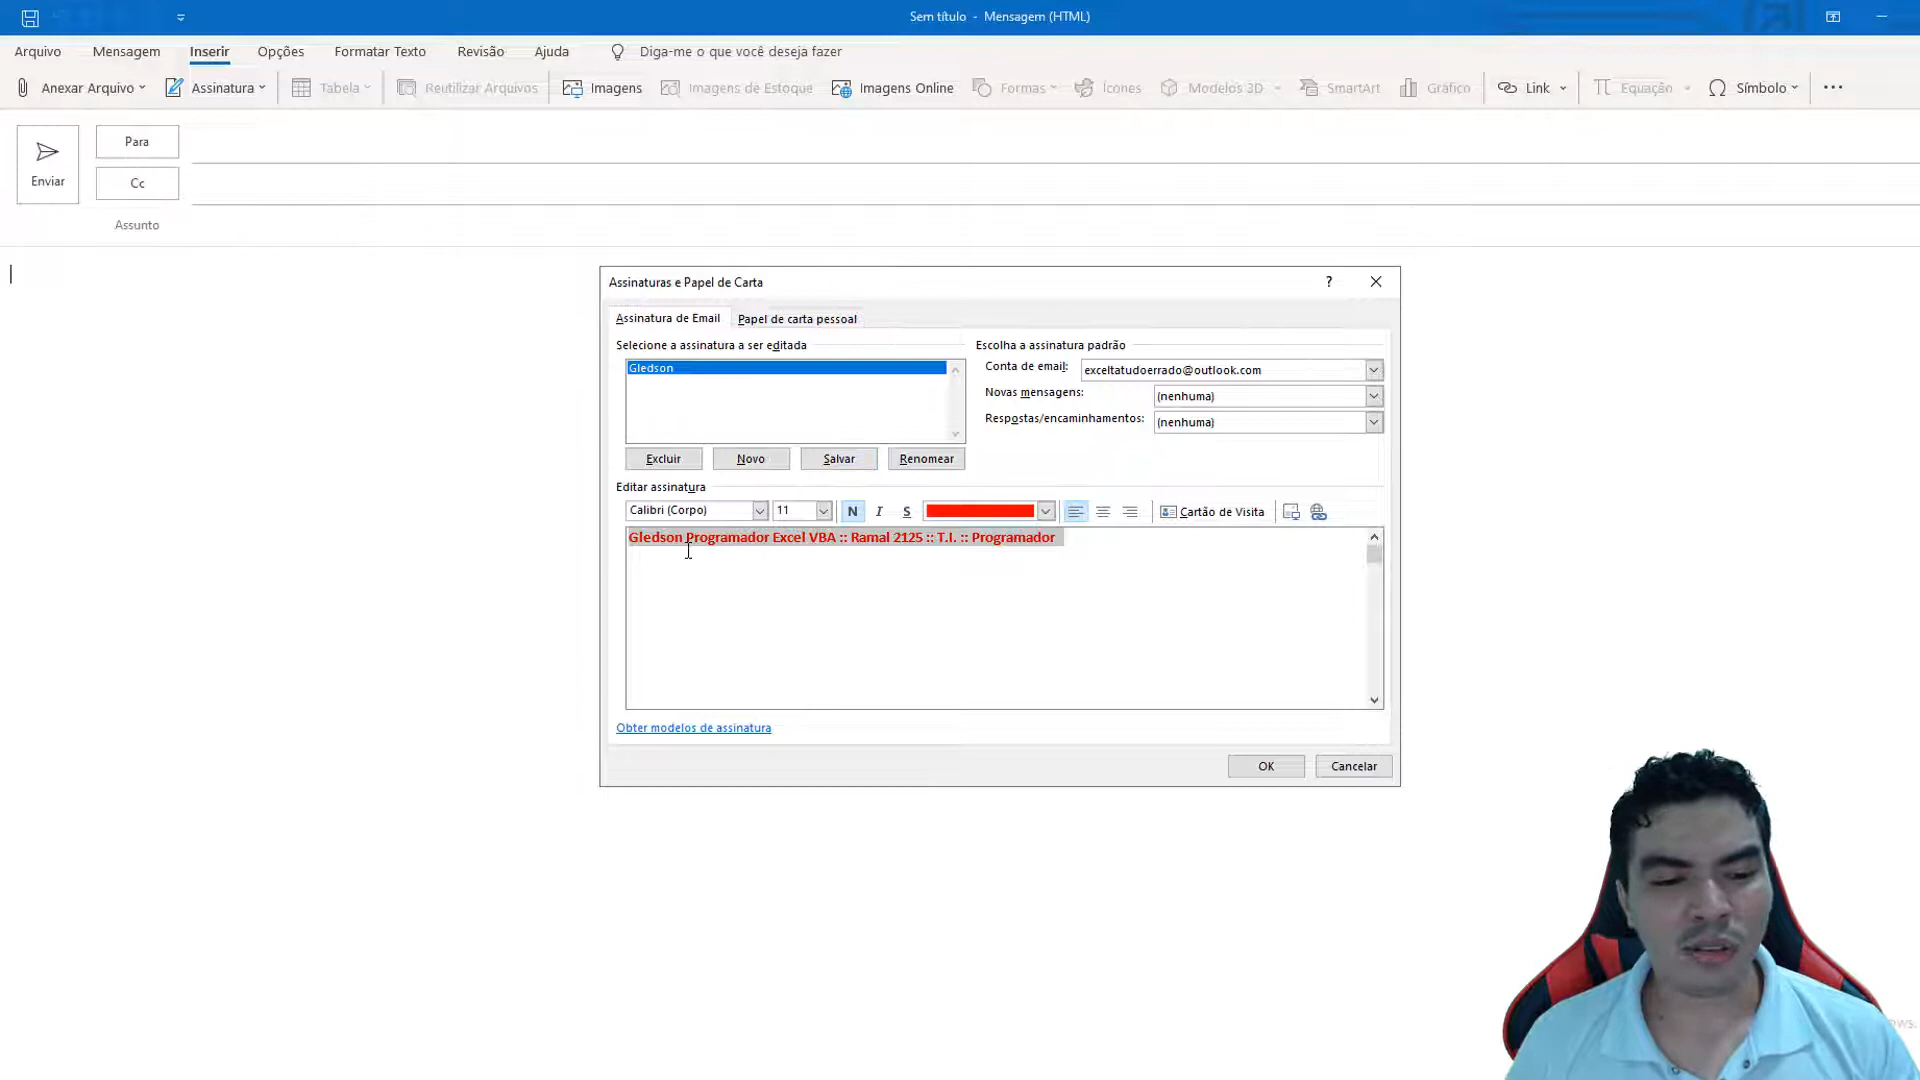 Sem título - Mensagem (HTML)
Arquivo Mensagem Inserir Opções Formatar Texto Revisão Ajuda Diga-me o que você deseja fazer
Anexar Arquivo Assinatura Tabela Reutilizar Arquivos Imagens Imagens de Estoque Imagens Online Formas Ícones Modelos 3D SmartArt Gráfico Link Equação Símbolo
Enviar
Para
Cc
Assunto
Assinaturas e Papel de Carta
Assinatura de Email Papel de carta pessoal
Selecione a assinatura a ser editada
Gledson
Excluir Novo Salvar Renomear
Escolha a assinatura padrão
Conta de email: exceltatudoerrado@outlook.com
Novas mensagens: (nenhuma)
Respostas/encaminhamentos: (nenhuma)
Editar assinatura
Calibri (Corpo) 11 N I S Cartão de Visita
Gledson Programador Excel VBA :: Ramal 2125 :: T.I. :: Programador
Obter modelos de assinatura
OK Cancelar